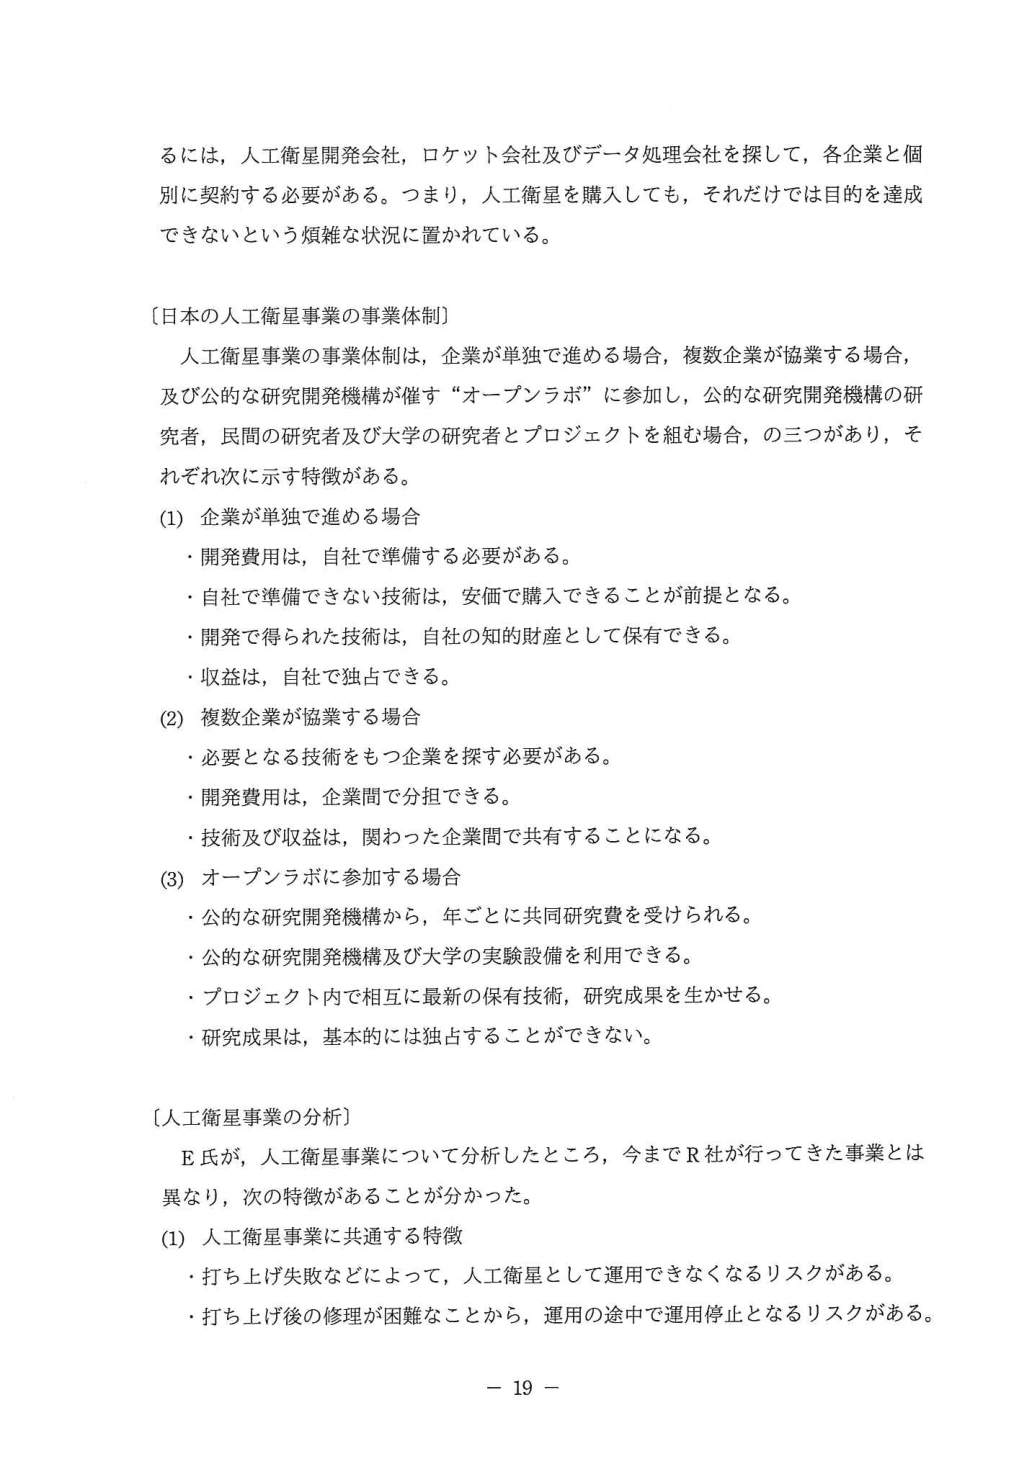 るには，人工衛星開発会社，ロケット会社及びデータ処理会社を探して，各企業と個
別に契約する必要がある。つまり，人工衛星を購入しても，それだけでは目的を達成
できないという煩雑な状況に置かれている。
〔日本の人工衛星事業の事業体制〕
人工衛星事業の事業体制は，企業が単独で進める場合，複数企業が協業する場合，
及び公的な研究開発機構が催す“オープンラボ”に参加し，公的な研究開発機構の研
究者，民間の研究者及び大学の研究者とプロジェクトを組む場合，の三つがあり，そ
れぞれ次に示す特徴がある。
(1) 企業が単独で進める場合
・開発費用は，自社で準備する必要がある。
・自社で準備できない技術は，安価で購入できることが前提となる。
・開発で得られた技術は，自社の知的財産として保有できる。
・収益は，自社で独占できる。
(2) 複数企業が協業する場合
・必要となる技術をもつ企業を探す必要がある。
・開発費用は，企業間で分担できる。
・技術及び収益は，関わった企業間で共有することになる。
(3) オープンラボに参加する場合
・公的な研究開発機構から，年ごとに共同研究費を受けられる。
・公的な研究開発機構及び大学の実験設備を利用できる。
・プロジェクト内で相互に最新の保有技術，研究成果を生かせる。
・研究成果は，基本的には独占することができない。
〔人工衛星事業の分析〕
E 氏が，人工衛星事業について分析したところ，今まで R 社が行ってきた事業とは
異なり，次の特徴があることが分かった。
(1) 人工衛星事業に共通する特徴
・打ち上げ失敗などによって，人工衛星として運用できなくなるリスクがある。
・打ち上げ後の修理が困難なことから，運用の途中で運用停止となるリスクがある。
－ 19 －